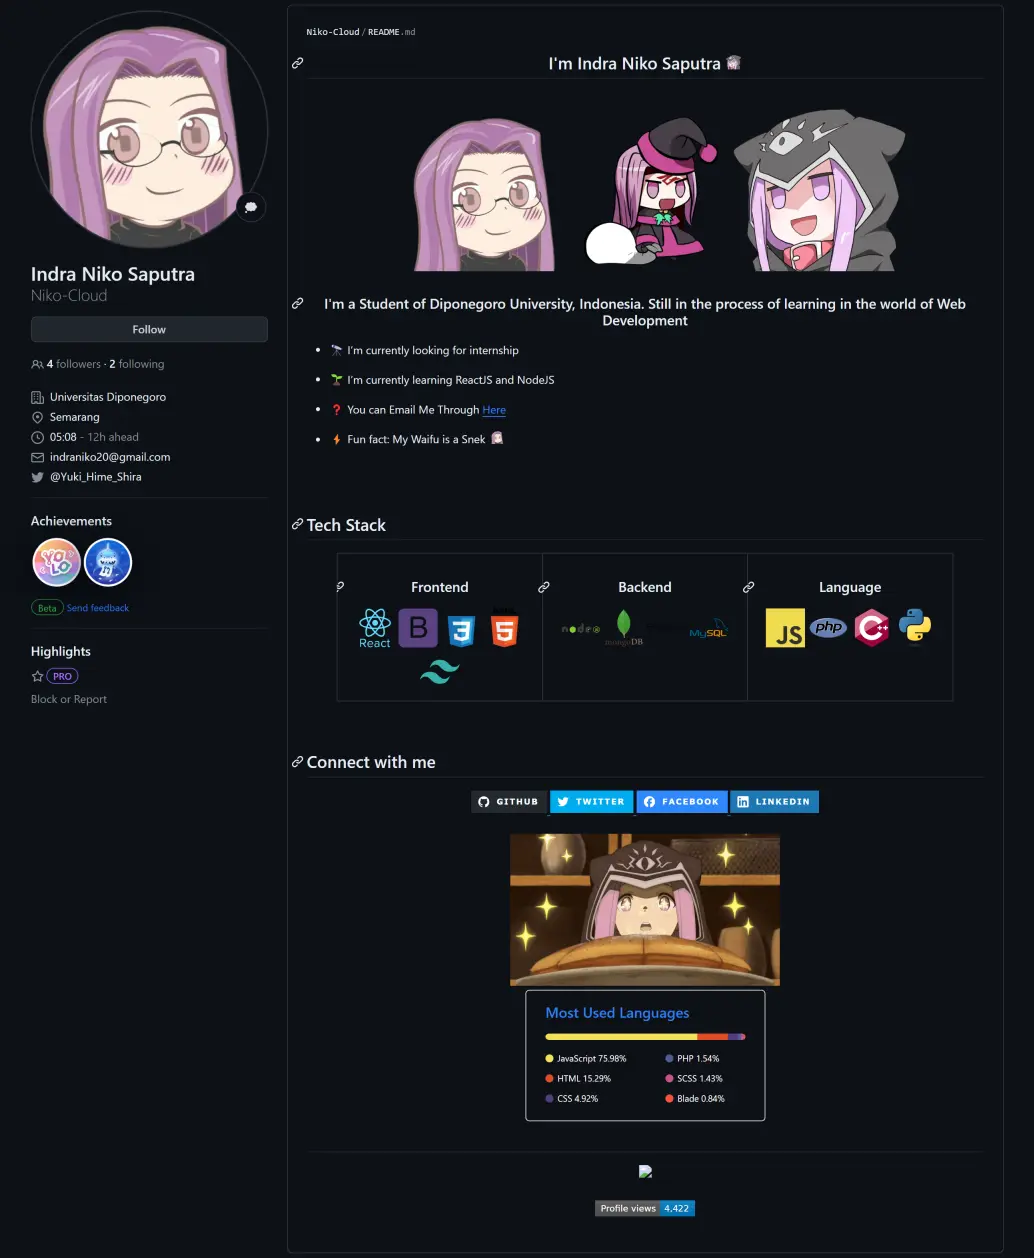 Indra Niko Saputra
Niko-Cloud
Follow
4 followers · 2 following
Universitas Diponegoro
Semarang
05:08 - 12h ahead
indraniko20@gmail.com
@Yuki_Hime_Shira
Achievements
YOLO
Beta Send feedback
Highlights
PRO
Block or Report
Niko-Cloud / README.md
I'm Indra Niko Saputra
I'm a Student of Diponegoro University, Indonesia. Still in the process of learning in the world of Web
Development
I'm currently looking for internship
I'm currently learning ReactJS and NodeJS
You can Email Me Through Here
Fun fact: My Waifu is a Snek
Tech Stack
Frontend
React
B
3
HTML
5
Backend
node
mongoDB
MySQL
Language
JS
php
C++
Connect with me
GITHUB
TWITTER
FACEBOOK
LINKEDIN
Most Used Languages
JavaScript 75.98%
HTML 15.29%
CSS 4.92%
PHP 1.54%
SCSS 1.43%
Blade 0.84%
Profile views 4,422